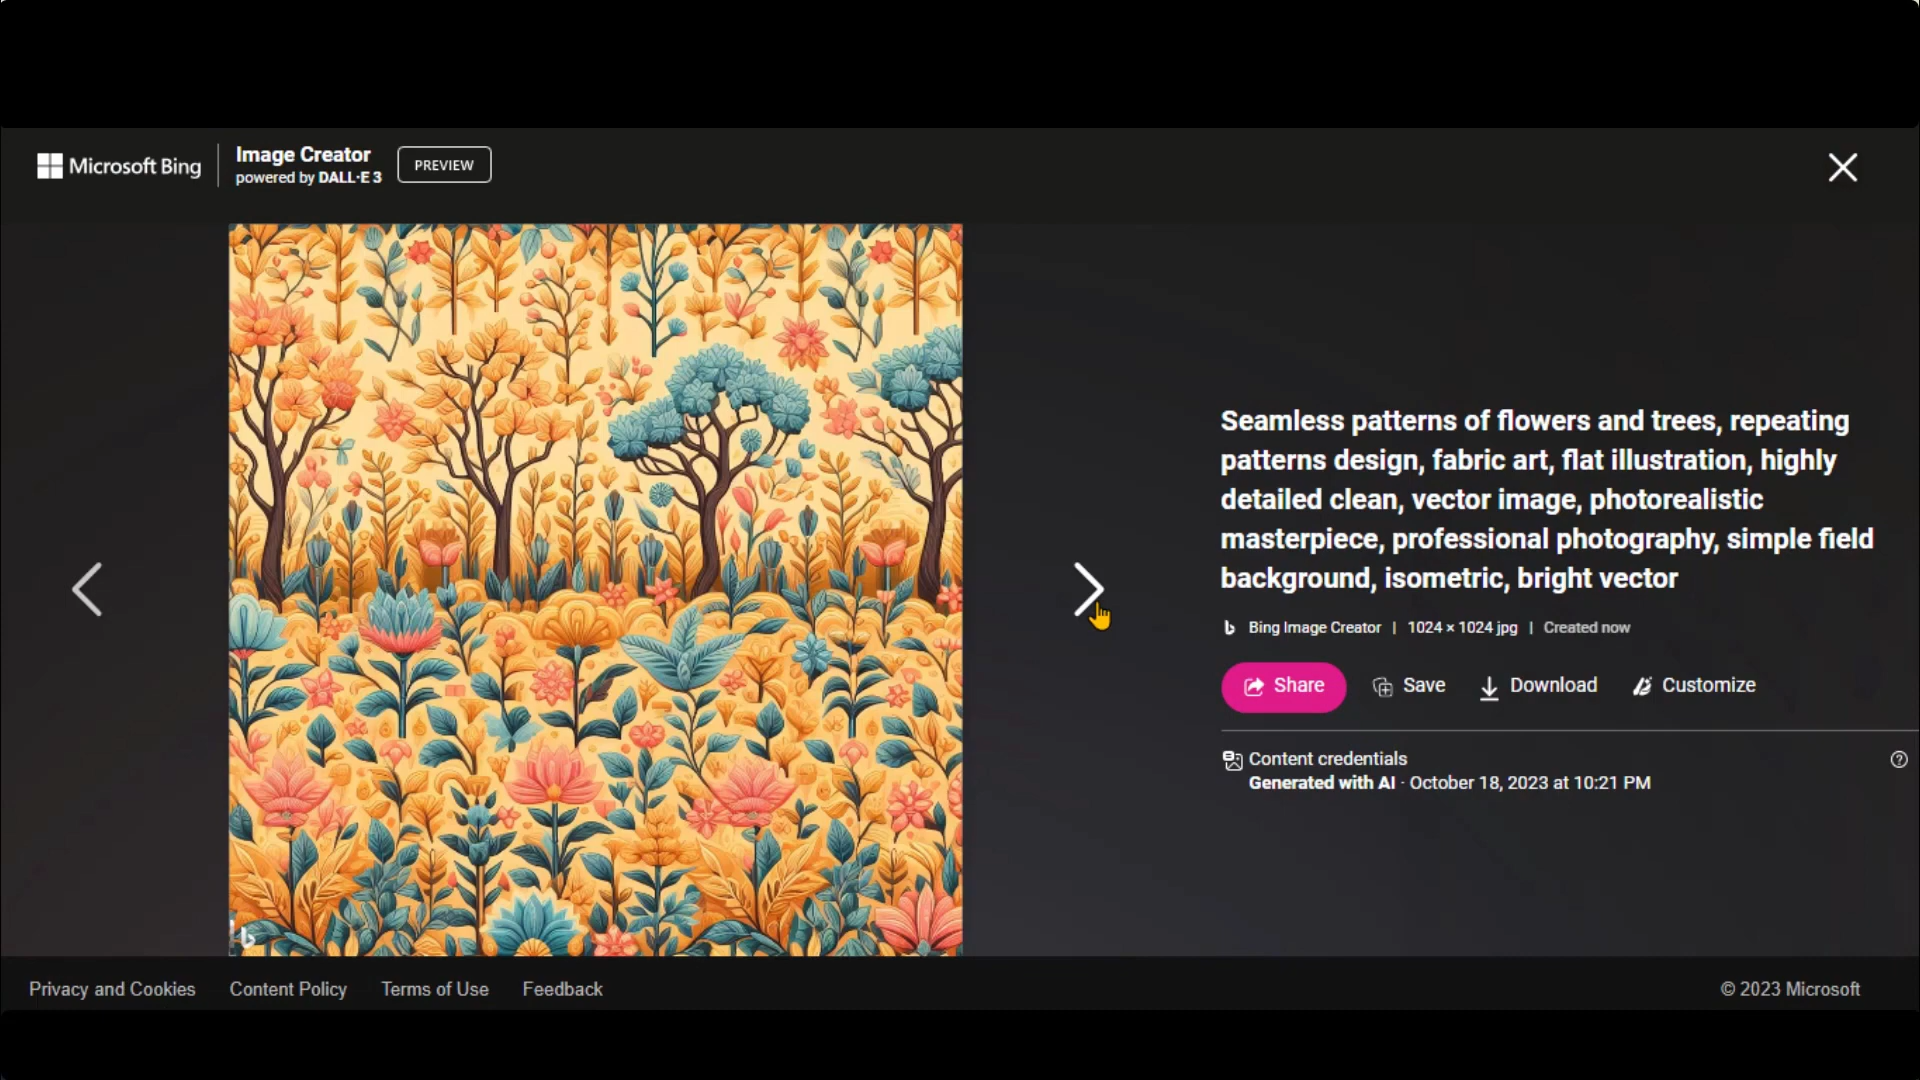 Microsoft Bing
Image Creator
powered by DALL·E 3
PREVIEW
Seamless patterns of flowers and trees, repeating
patterns design, fabric art, flat illustration, highly
detailed clean, vector image, photorealistic
masterpiece, professional photography, simple field
background, isometric, bright vector
Bing Image Creator | 1024 × 1024 jpg | Created now
Share Save Download Customize
Content credentials
Generated with AI · October 18, 2023 at 10:21 PM
Privacy and Cookies Content Policy Terms of Use Feedback © 2023 Microsoft